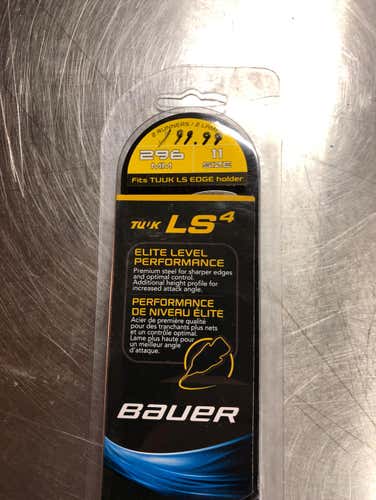 2 RUNNERS / 2 LAMES
99.99
296 11
MM SIZE
Fits TUUK LS EDGE holder
TUUK LS4
ELITE LEVEL
PERFORMANCE
Premium steel for sharper edges
and optimal control.
Additional height profile for
increased attack angle.
PERFORMANCE
DE NIVEAU ÉLITE
Acier de première qualité
pour des tranchants plus nets
et un contrôle optimal.
Lame plus haute pour
un meilleur angle
d'attaque.
BAUER